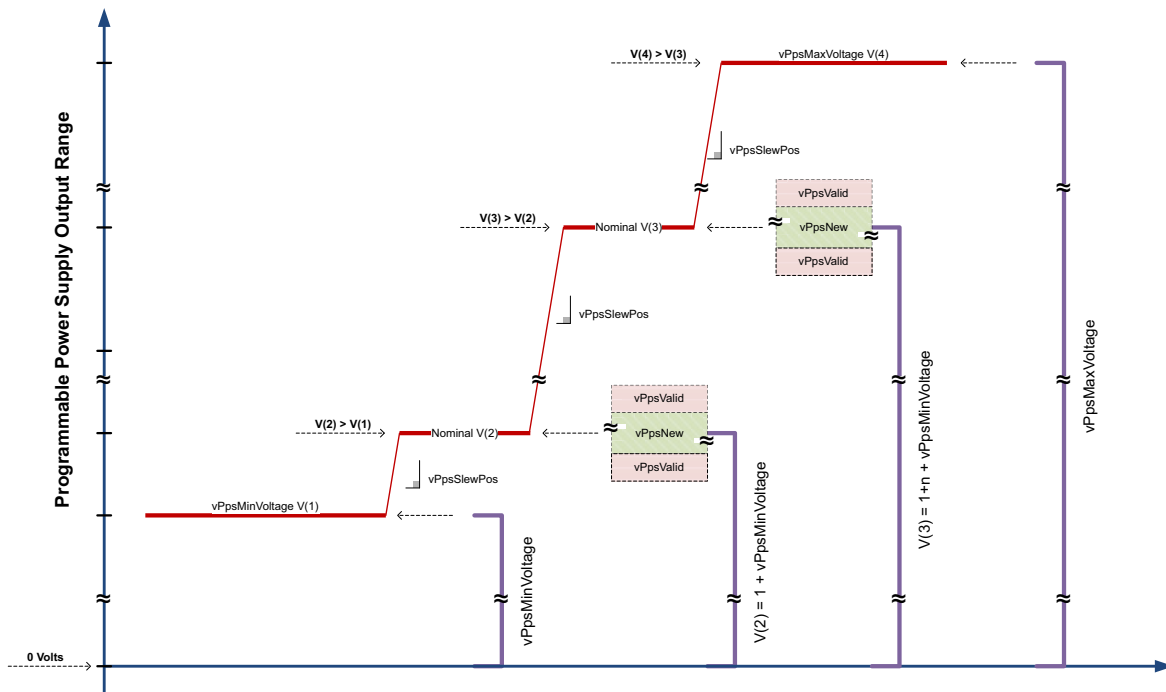 V(4) > V(3)
vPpsMaxVoltage V(4)
vPpsSlewPos
vPpsValid
V(3) > V(2)
Nominal V(3)
vPpsNew
vPpsValid
vPpsSlewPos
Programmable Power Supply Output Range
vPpsMaxVoltage
V(3) = 1+n + vPpsMinVoltage
vPpsValid
V(2) > V(1)
Nominal V(2)
vPpsNew
vPpsValid
vPpsSlewPos
vPpsMinVoltage V(1)
vPpsMinVoltage
V(2) = 1 + vPpsMinVoltage
0 Volts